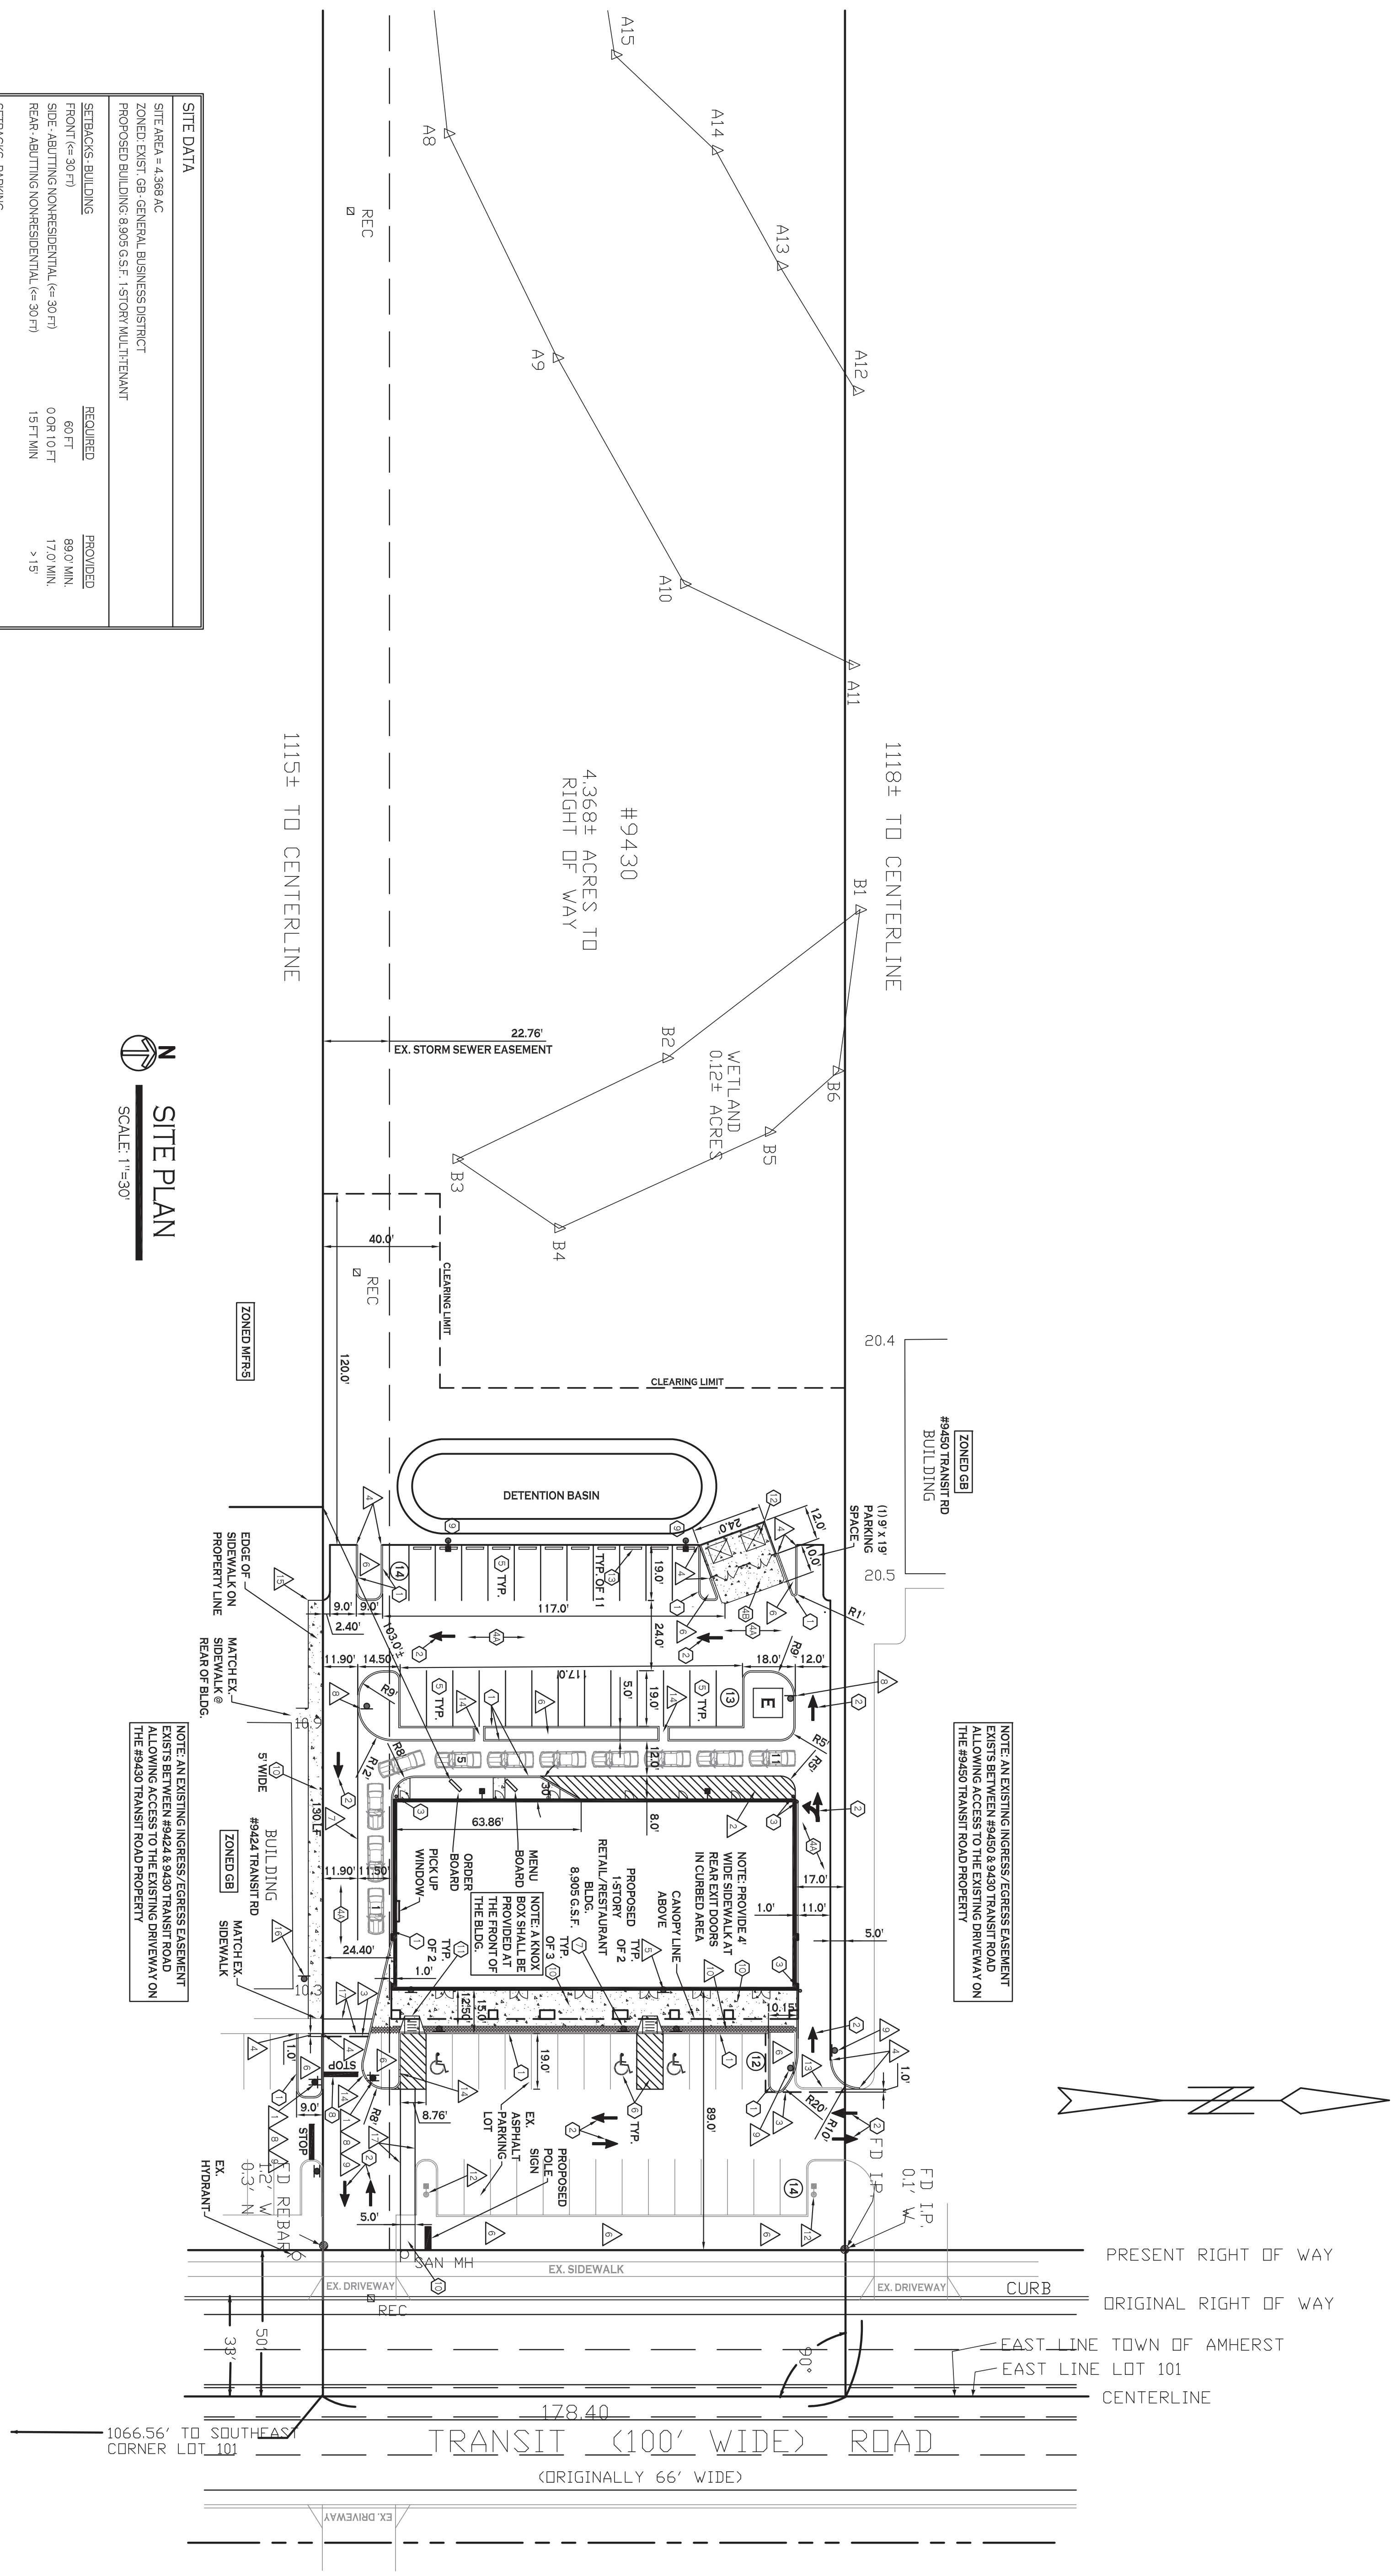 A15
A14
A13
A12
A8
A9
A10
A11
REC
SITE DATA
SITE AREA = 4.368 AC
ZONED: EXIST. GB - GENERAL BUSINESS DISTRICT
PROPOSED BUILDING: 8,905 G.S.F. 1-STORY MULTI-TENANT
SETBACKS - BUILDING REQUIRED PROVIDED
FRONT (<= 30 FT) 60 FT 89.0' MIN.
SIDE - ABUTTING NON-RESIDENTIAL (<= 30 FT) 0 OR 10 FT 17.0' MIN.
REAR - ABUTTING NON-RESIDENTIAL (<= 30 FT) 15 FT MIN > 15'
1115± TO CENTERLINE
1118± TO CENTERLINE
#9430
4.368± ACRES TO
RIGHT OF WAY
B1
B2
B3
B4
B5
B6
WETLAND
0.12± ACRES
22.76'
EX. STORM SEWER EASEMENT
N
SITE PLAN
SCALE: 1"=30'
40.0'
CLEARING LIMIT
CLEARING LIMIT
REC
120.0'
ZONED MFR-5
20.4
20.5
ZONED GB
#9450 TRANSIT RD
BUILDING
DETENTION BASIN
(1) 9' x 19'
PARKING
SPACE
12.0'
24.0'
10.0'
R1'
EDGE OF
SIDEWALK ON
PROPERTY LINE
MATCH EX.
SIDEWALK @
REAR OF BLDG.
9.0'
9.0'
2.40'
11.90'
14.50'
103.0'±
117.0'
117.0'
TYP. OF 11
5 TYP.
19.0'
24.0'
18.0'
12.0'
R9'
R9'
E
5 TYP.
5 TYP.
5.0'
19.0'
12.0'
R5'
R5'
R8'
R12'
30'
8.0'
10.9
10.3
5' WIDE
130 LF
BUILDING
#9424 TRANSIT RD
ZONED GB
MATCH EX.
SIDEWALK
NOTE: AN EXISTING INGRESS/EGRESS EASEMENT
EXISTS BETWEEN #9424 & 9430 TRANSIT ROAD
ALLOWING ACCESS TO THE EXISTING DRIVEWAY ON
THE #9430 TRANSIT ROAD PROPERTY
NOTE: AN EXISTING INGRESS/EGRESS EASEMENT
EXISTS BETWEEN #9450 & 9430 TRANSIT ROAD
ALLOWING ACCESS TO THE EXISTING DRIVEWAY ON
THE #9450 TRANSIT ROAD PROPERTY
63.86'
11.90'
11.50'
24.40'
1.0'
17.0'
11.0'
1.0'
5.0'
PICK UP
WINDOW
ORDER
BOARD
MENU
BOARD
NOTE: A KNOX
BOX SHALL BE
PROVIDED AT
THE FRONT OF
THE BLDG.
PROPOSED
1-STORY
RETAIL/RESTAURANT
BLDG.
8,905 G.S.F.
NOTE: PROVIDE 4'
WIDE SIDEWALK AT
REAR EXIT DOORS
IN CURBED AREA
CANOPY LINE
ABOVE
TYP.
OF 2
TYP.
OF 3
TYP.
OF 2
12.50'
15.0'
10.15'
19.0'
89.0'
8.76'
5.0'
1.0'
9.0'
1.0'
R8'
R20'
R10'
STOP
STOP
6 TYP.
EX.
ASPHALT
PARKING
LOT
PROPOSED
POLE
SIGN
EX.
HYDRANT
FD REBAR
1.2' W
0.3' N
FD I.P.
FD I.P.
0.1' W
SAN MH
EX. SIDEWALK
EX. DRIVEWAY
EX. DRIVEWAY
REC
PRESENT RIGHT OF WAY
CURB
ORIGINAL RIGHT OF WAY
EAST LINE TOWN OF AMHERST
EAST LINE LOT 101
CENTERLINE
50'
33'
90°
178.40
1066.56' TO SOUTHEAST
CORNER LOT 101
TRANSIT (100' WIDE) ROAD
(ORIGINALLY 66' WIDE)
EX. DRIVEWAY